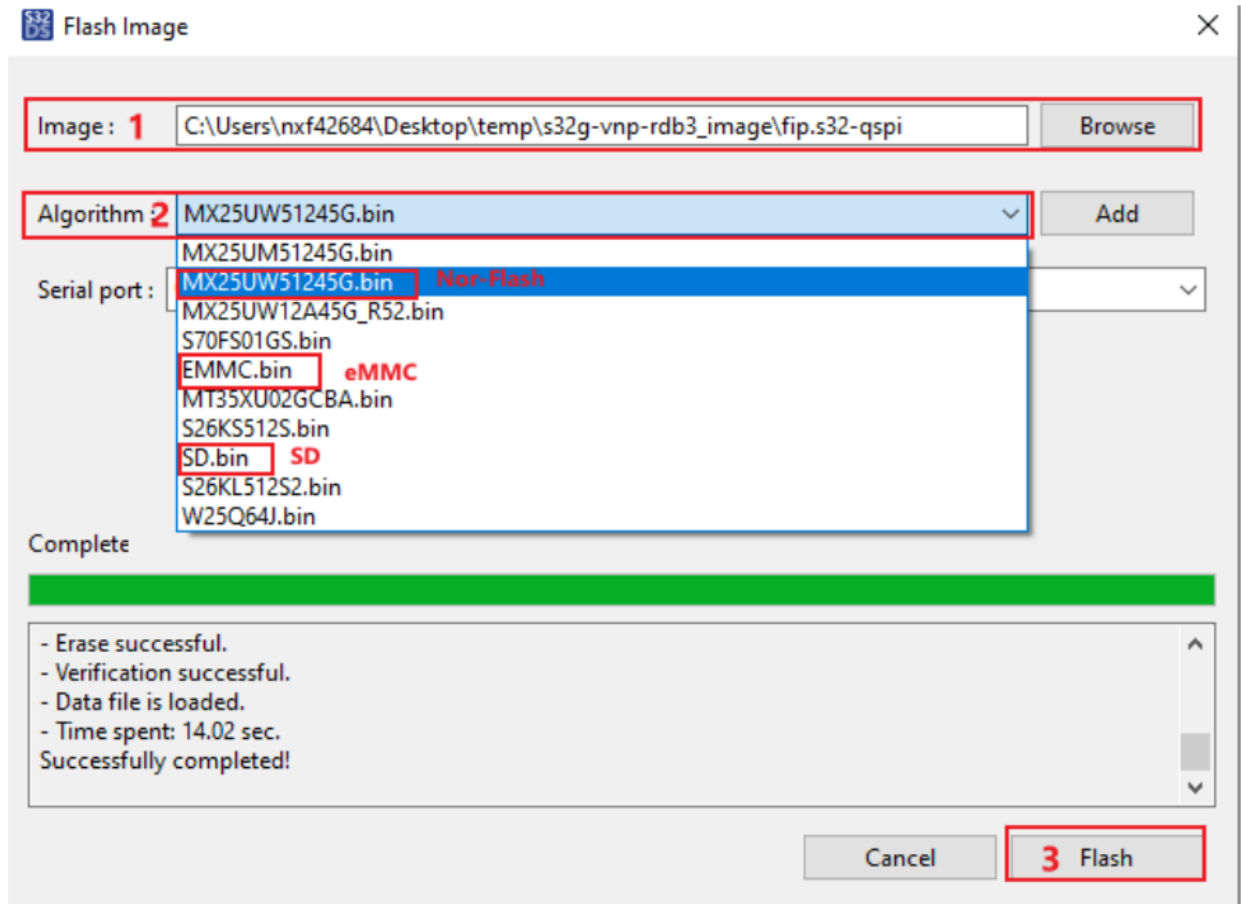 S32
DS Flash Image
Image : 1 C:\Users\nxf42684\Desktop\temp\s32g-vnp-rdb3_image\fip.s32-qspi Browse
Algorithm : 2 MX25UW51245G.bin Add
MX25UM51245G.bin
Serial port : MX25UW51245G.bin Nor-Flash
MX25UW12A45G_R52.bin
S70FS01GS.bin
EMMC.bin eMMC
MT35XU02GCBA.bin
S26KS512S.bin
SD.bin SD
S26KL512S2.bin
W25Q64J.bin
Complete
- Erase successful.
- Verification successful.
- Data file is loaded.
- Time spent: 14.02 sec.
Successfully completed!
Cancel 3 Flash